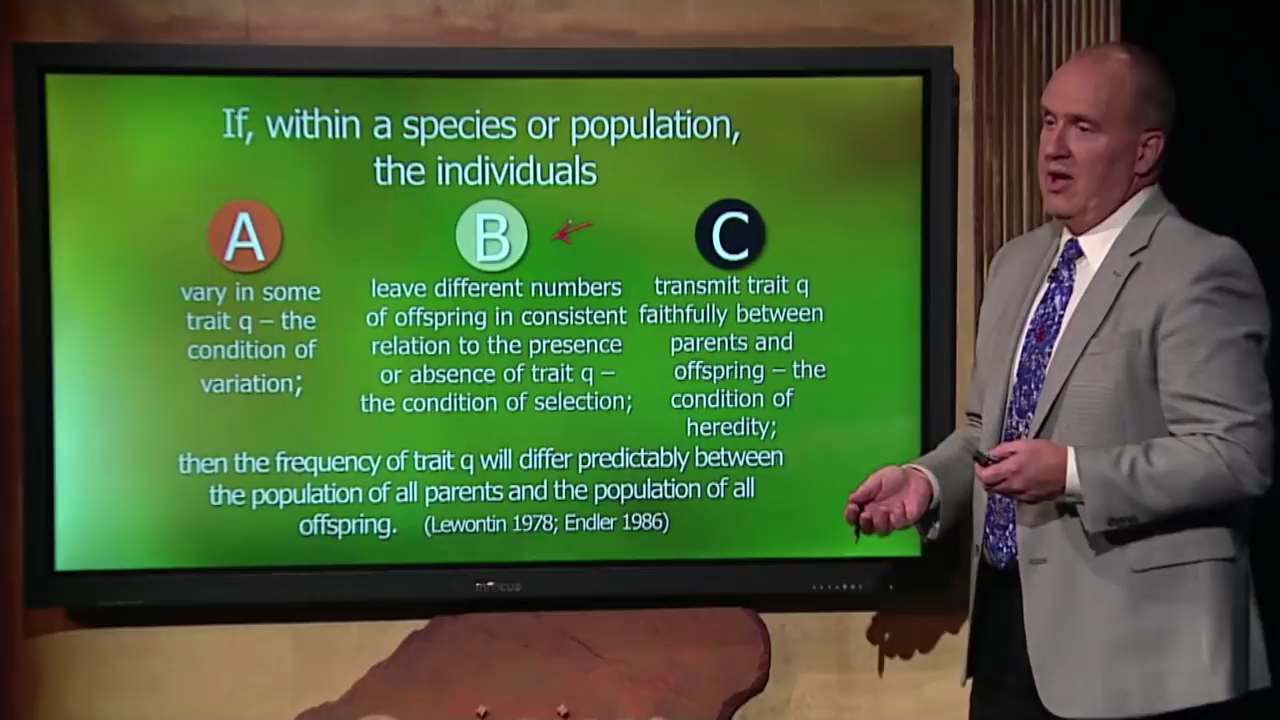 If, within a species or population,
the individuals
A
vary in some
trait q – the
condition of
variation;
B
leave different numbers
of offspring in consistent
relation to the presence
or absence of trait q –
the condition of selection;
C
transmit trait q
faithfully between
parents and
offspring – the
condition of
heredity;
then the frequency of trait q will differ predictably between
the population of all parents and the population of all
offspring. (Lewontin 1978; Endler 1986)
InFocus